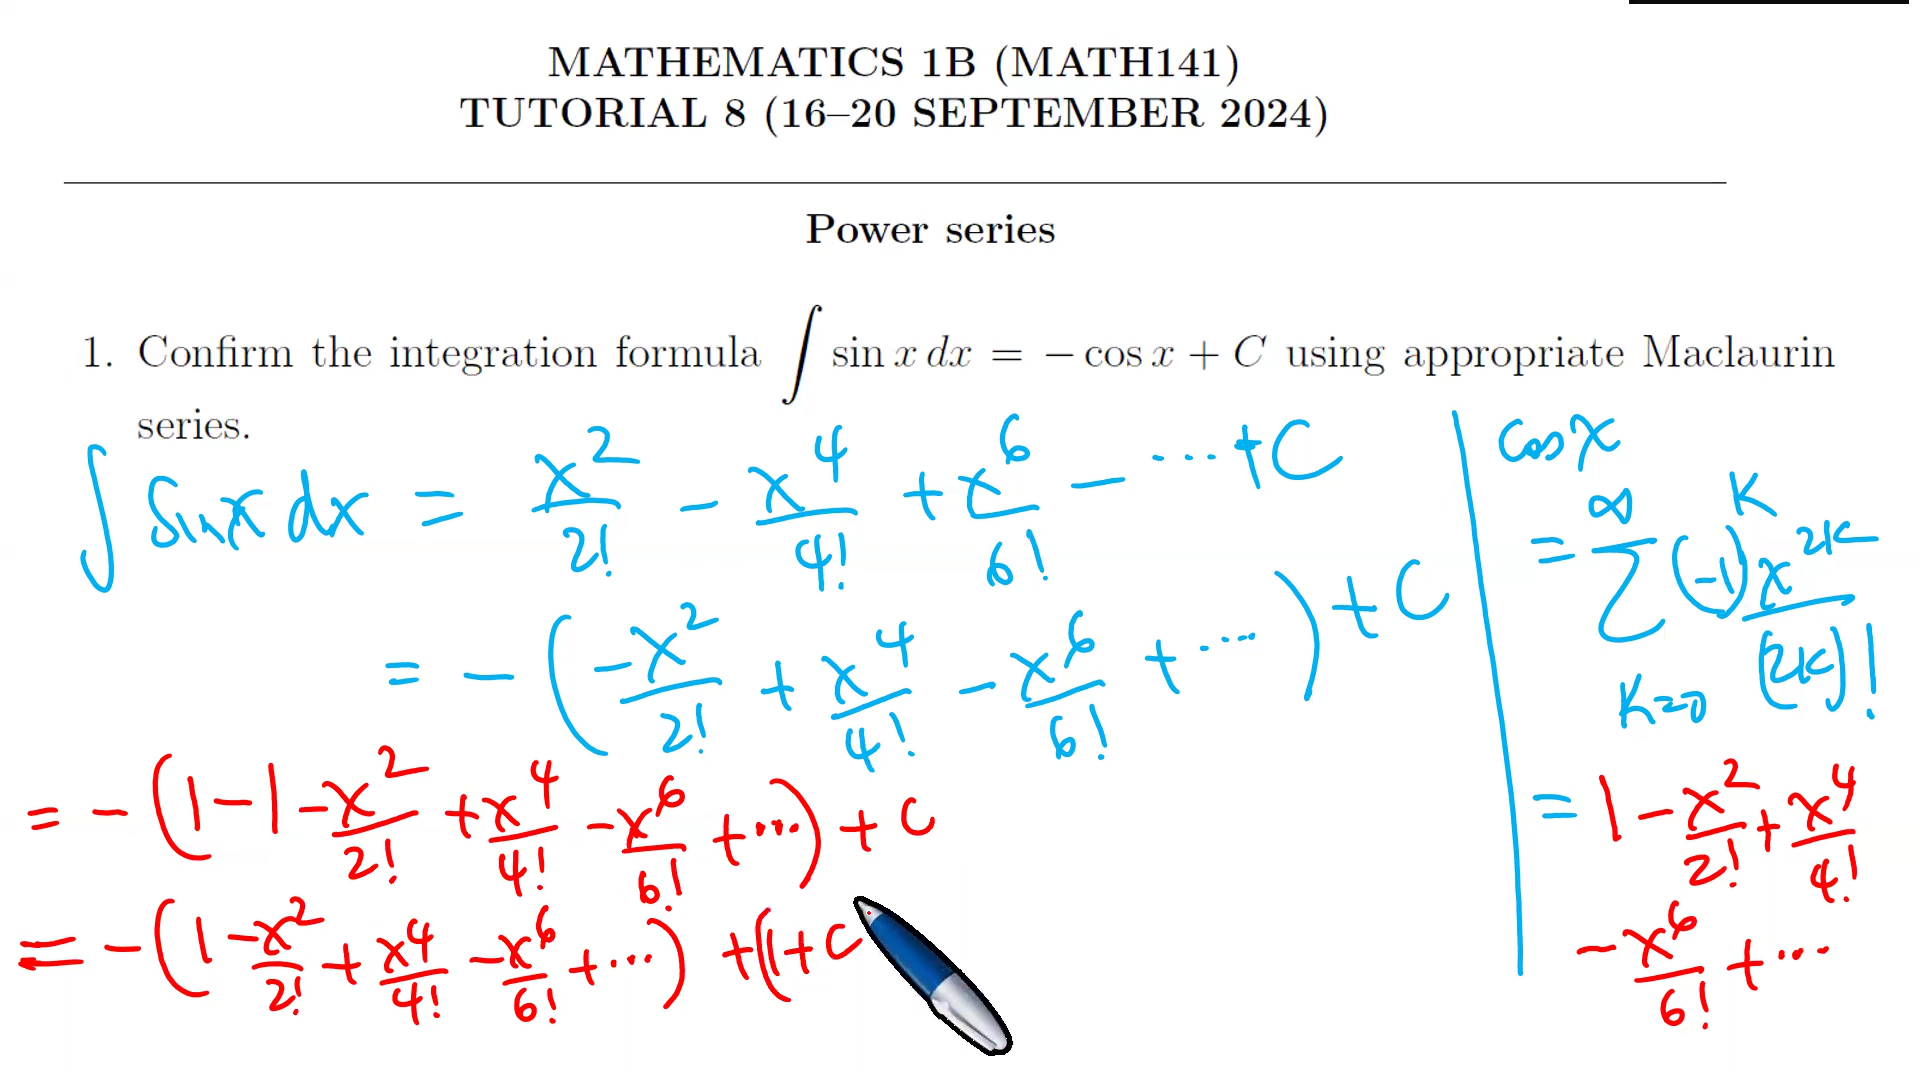 MATHEMATICS 1B (MATH141)
TUTORIAL 8 (16–20 SEPTEMBER 2024)
Power series
1. Confirm the integration formula ∫ sin x dx = − cos x + C using appropriate Maclaurin
series.
∫ sin x dx = x²/2! − x⁴/4! + x⁶/6! − ⋯ + C
= − (−x²/2! + x⁴/4! − x⁶/6! + ⋯) + C
= − (1 − 1 − x²/2! + x⁴/4! − x⁶/6! + ⋯) + C
= − (1 − x²/2! + x⁴/4! − x⁶/6! + ⋯) + (1 + C
cos x
= ∞ Σ k=0 (−1)^k x^2k/(2k)!
= 1 − x²/2! + x⁴/4!
− x⁶/6! + ⋯